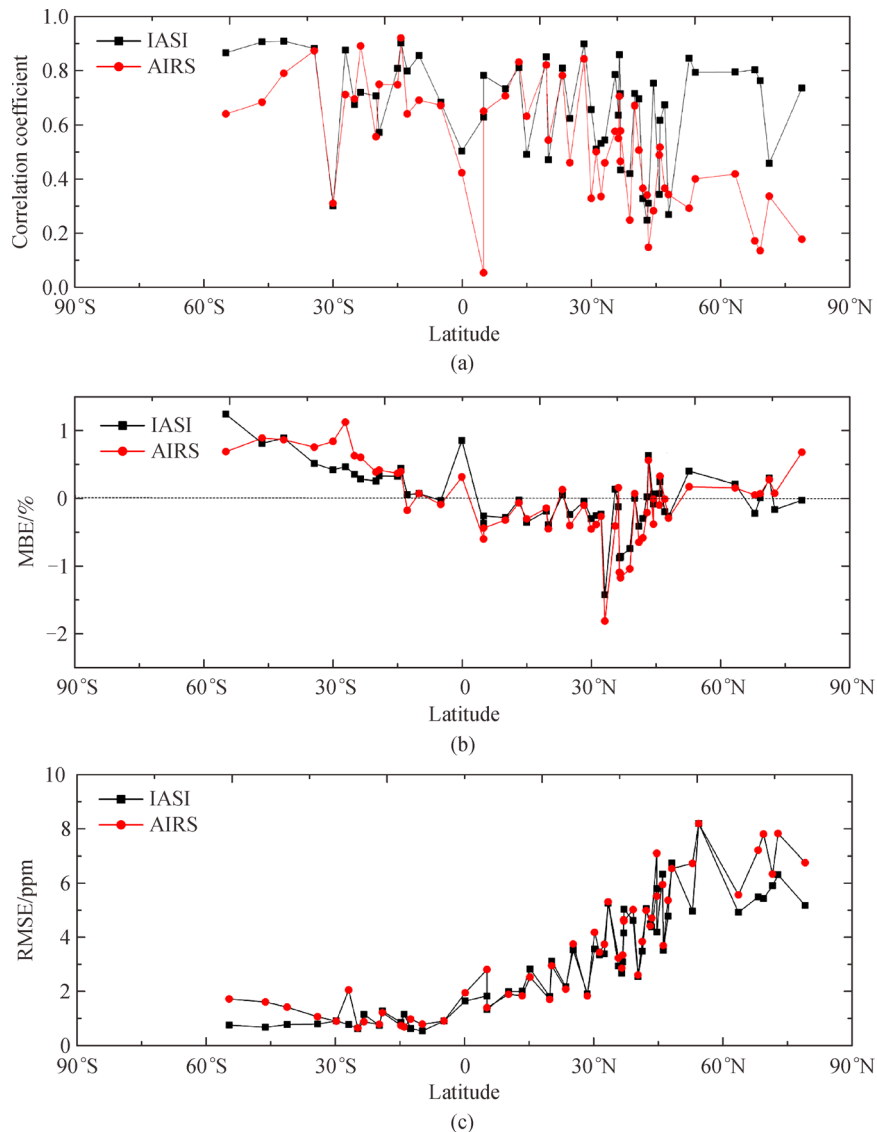 1.0
0.8
0.6
0.4
0.2
0.0
Correlation coefficient
IASI
AIRS
90°S 60°S 30°S 0 30°N 60°N 90°N
Latitude
(a)
1
0
−1
−2
MBE/%
IASI
AIRS
90°S 60°S 30°S 0 30°N 60°N 90°N
Latitude
(b)
10
8
6
4
2
0
RMSE/ppm
IASI
AIRS
90°S 60°S 30°S 0 30°N 60°N 90°N
Latitude
(c)